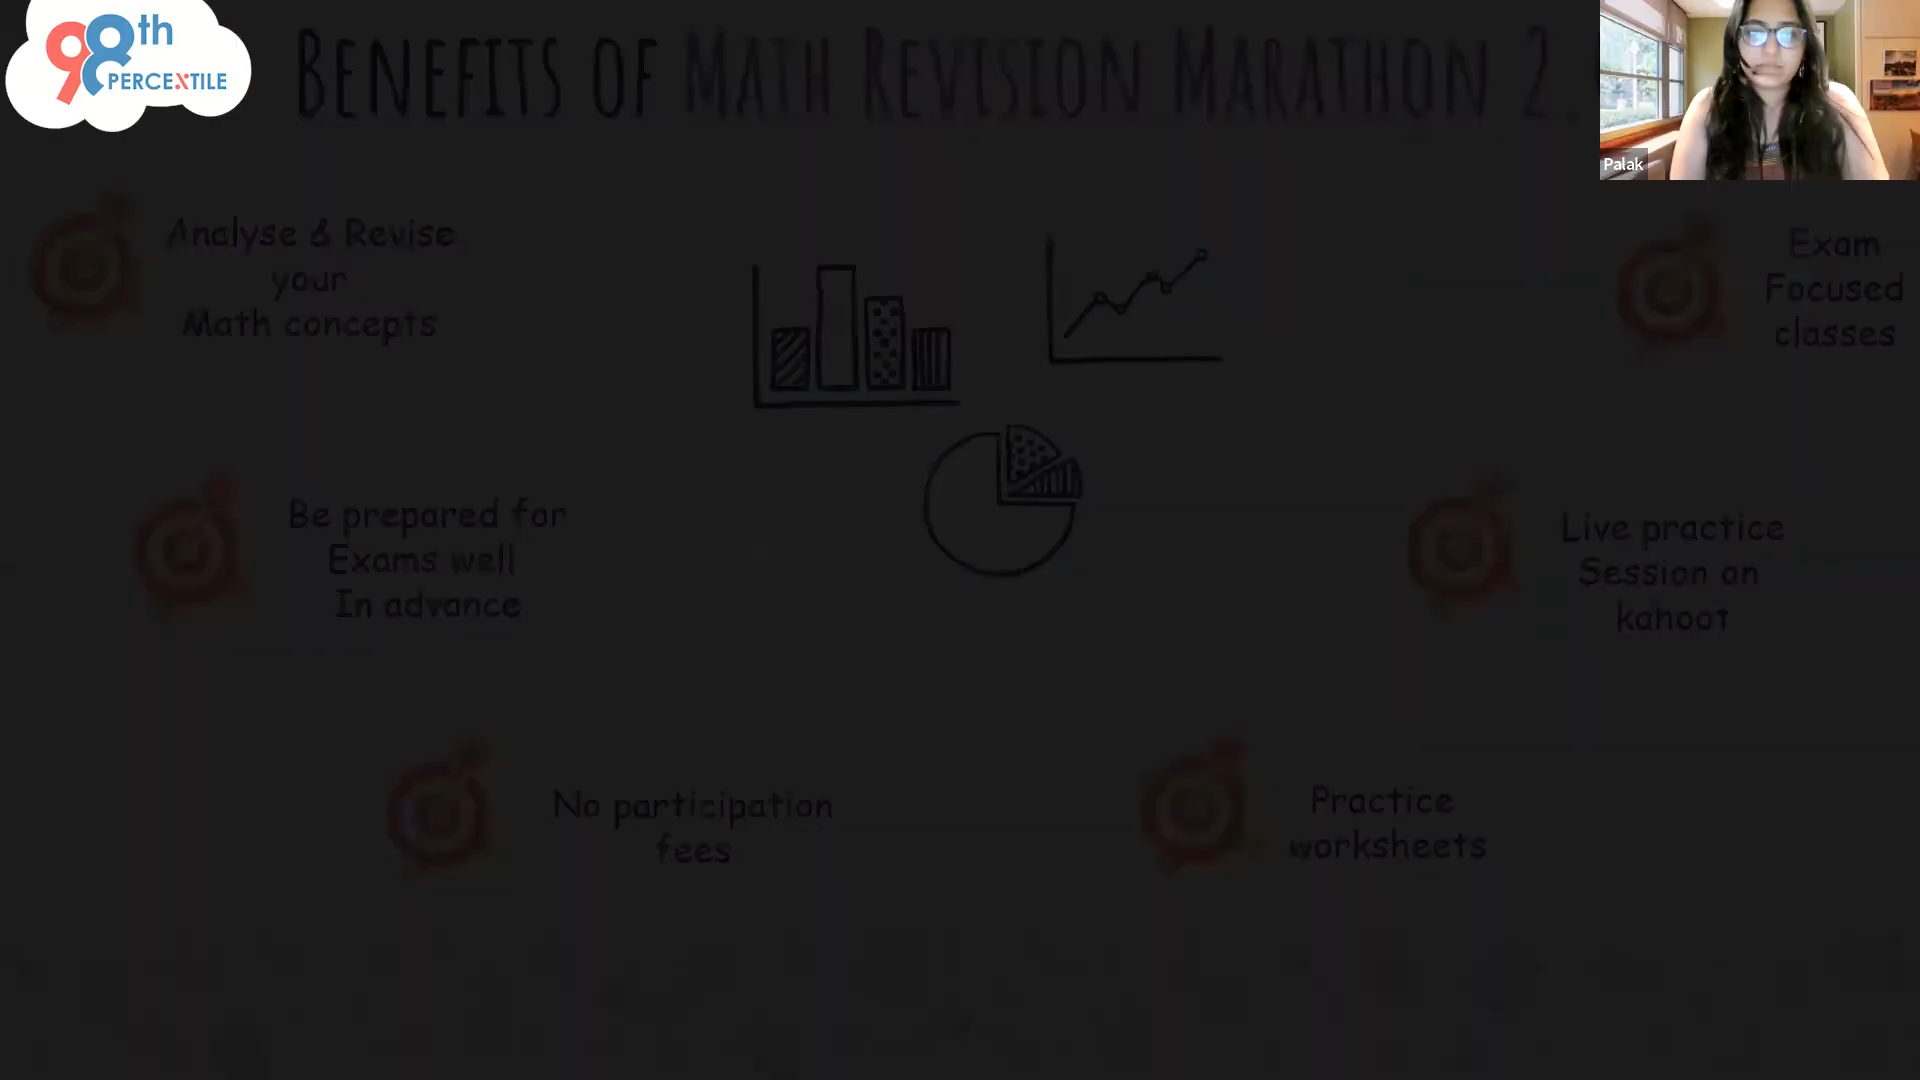 98th
PERCEXTILE
BENEFITS OF MATH REVISION MARATHON 2.
Palak
Analyse & Revise
your
Math concepts
Exam
Focused
classes
Be prepared for
Exams well
In advance
Live practice
Session on
kahoot
No participation
fees
Practice
worksheets